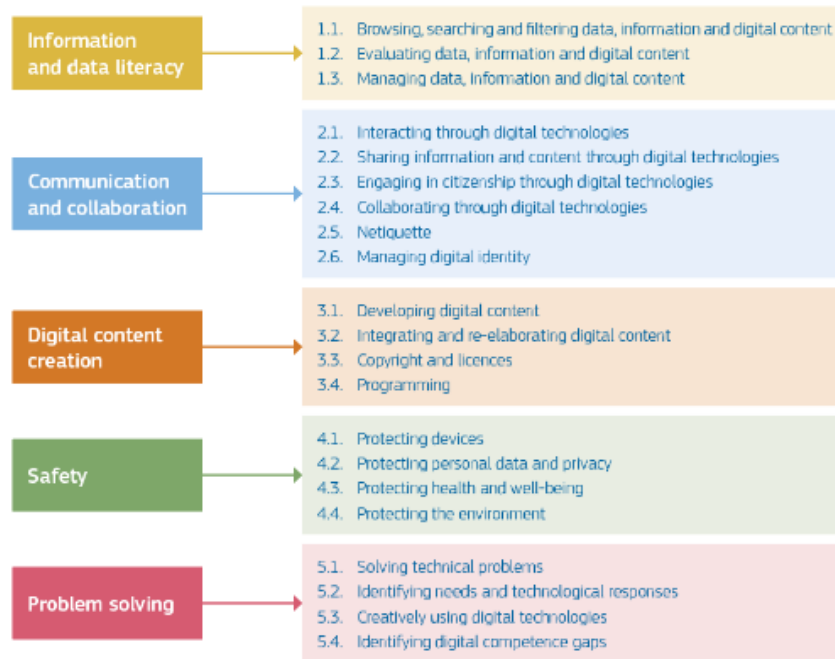 Information
and data literacy
1.1. Browsing, searching and filtering data, information and digital content
1.2. Evaluating data, information and digital content
1.3. Managing data, information and digital content
Communication
and collaboration
2.1. Interacting through digital technologies
2.2. Sharing information and content through digital technologies
2.3. Engaging in citizenship through digital technologies
2.4. Collaborating through digital technologies
2.5. Netiquette
2.6. Managing digital identity
Digital content
creation
3.1. Developing digital content
3.2. Integrating and re-elaborating digital content
3.3. Copyright and licences
3.4. Programming
Safety
4.1. Protecting devices
4.2. Protecting personal data and privacy
4.3. Protecting health and well-being
4.4. Protecting the environment
Problem solving
5.1. Solving technical problems
5.2. Identifying needs and technological responses
5.3. Creatively using digital technologies
5.4. Identifying digital competence gaps